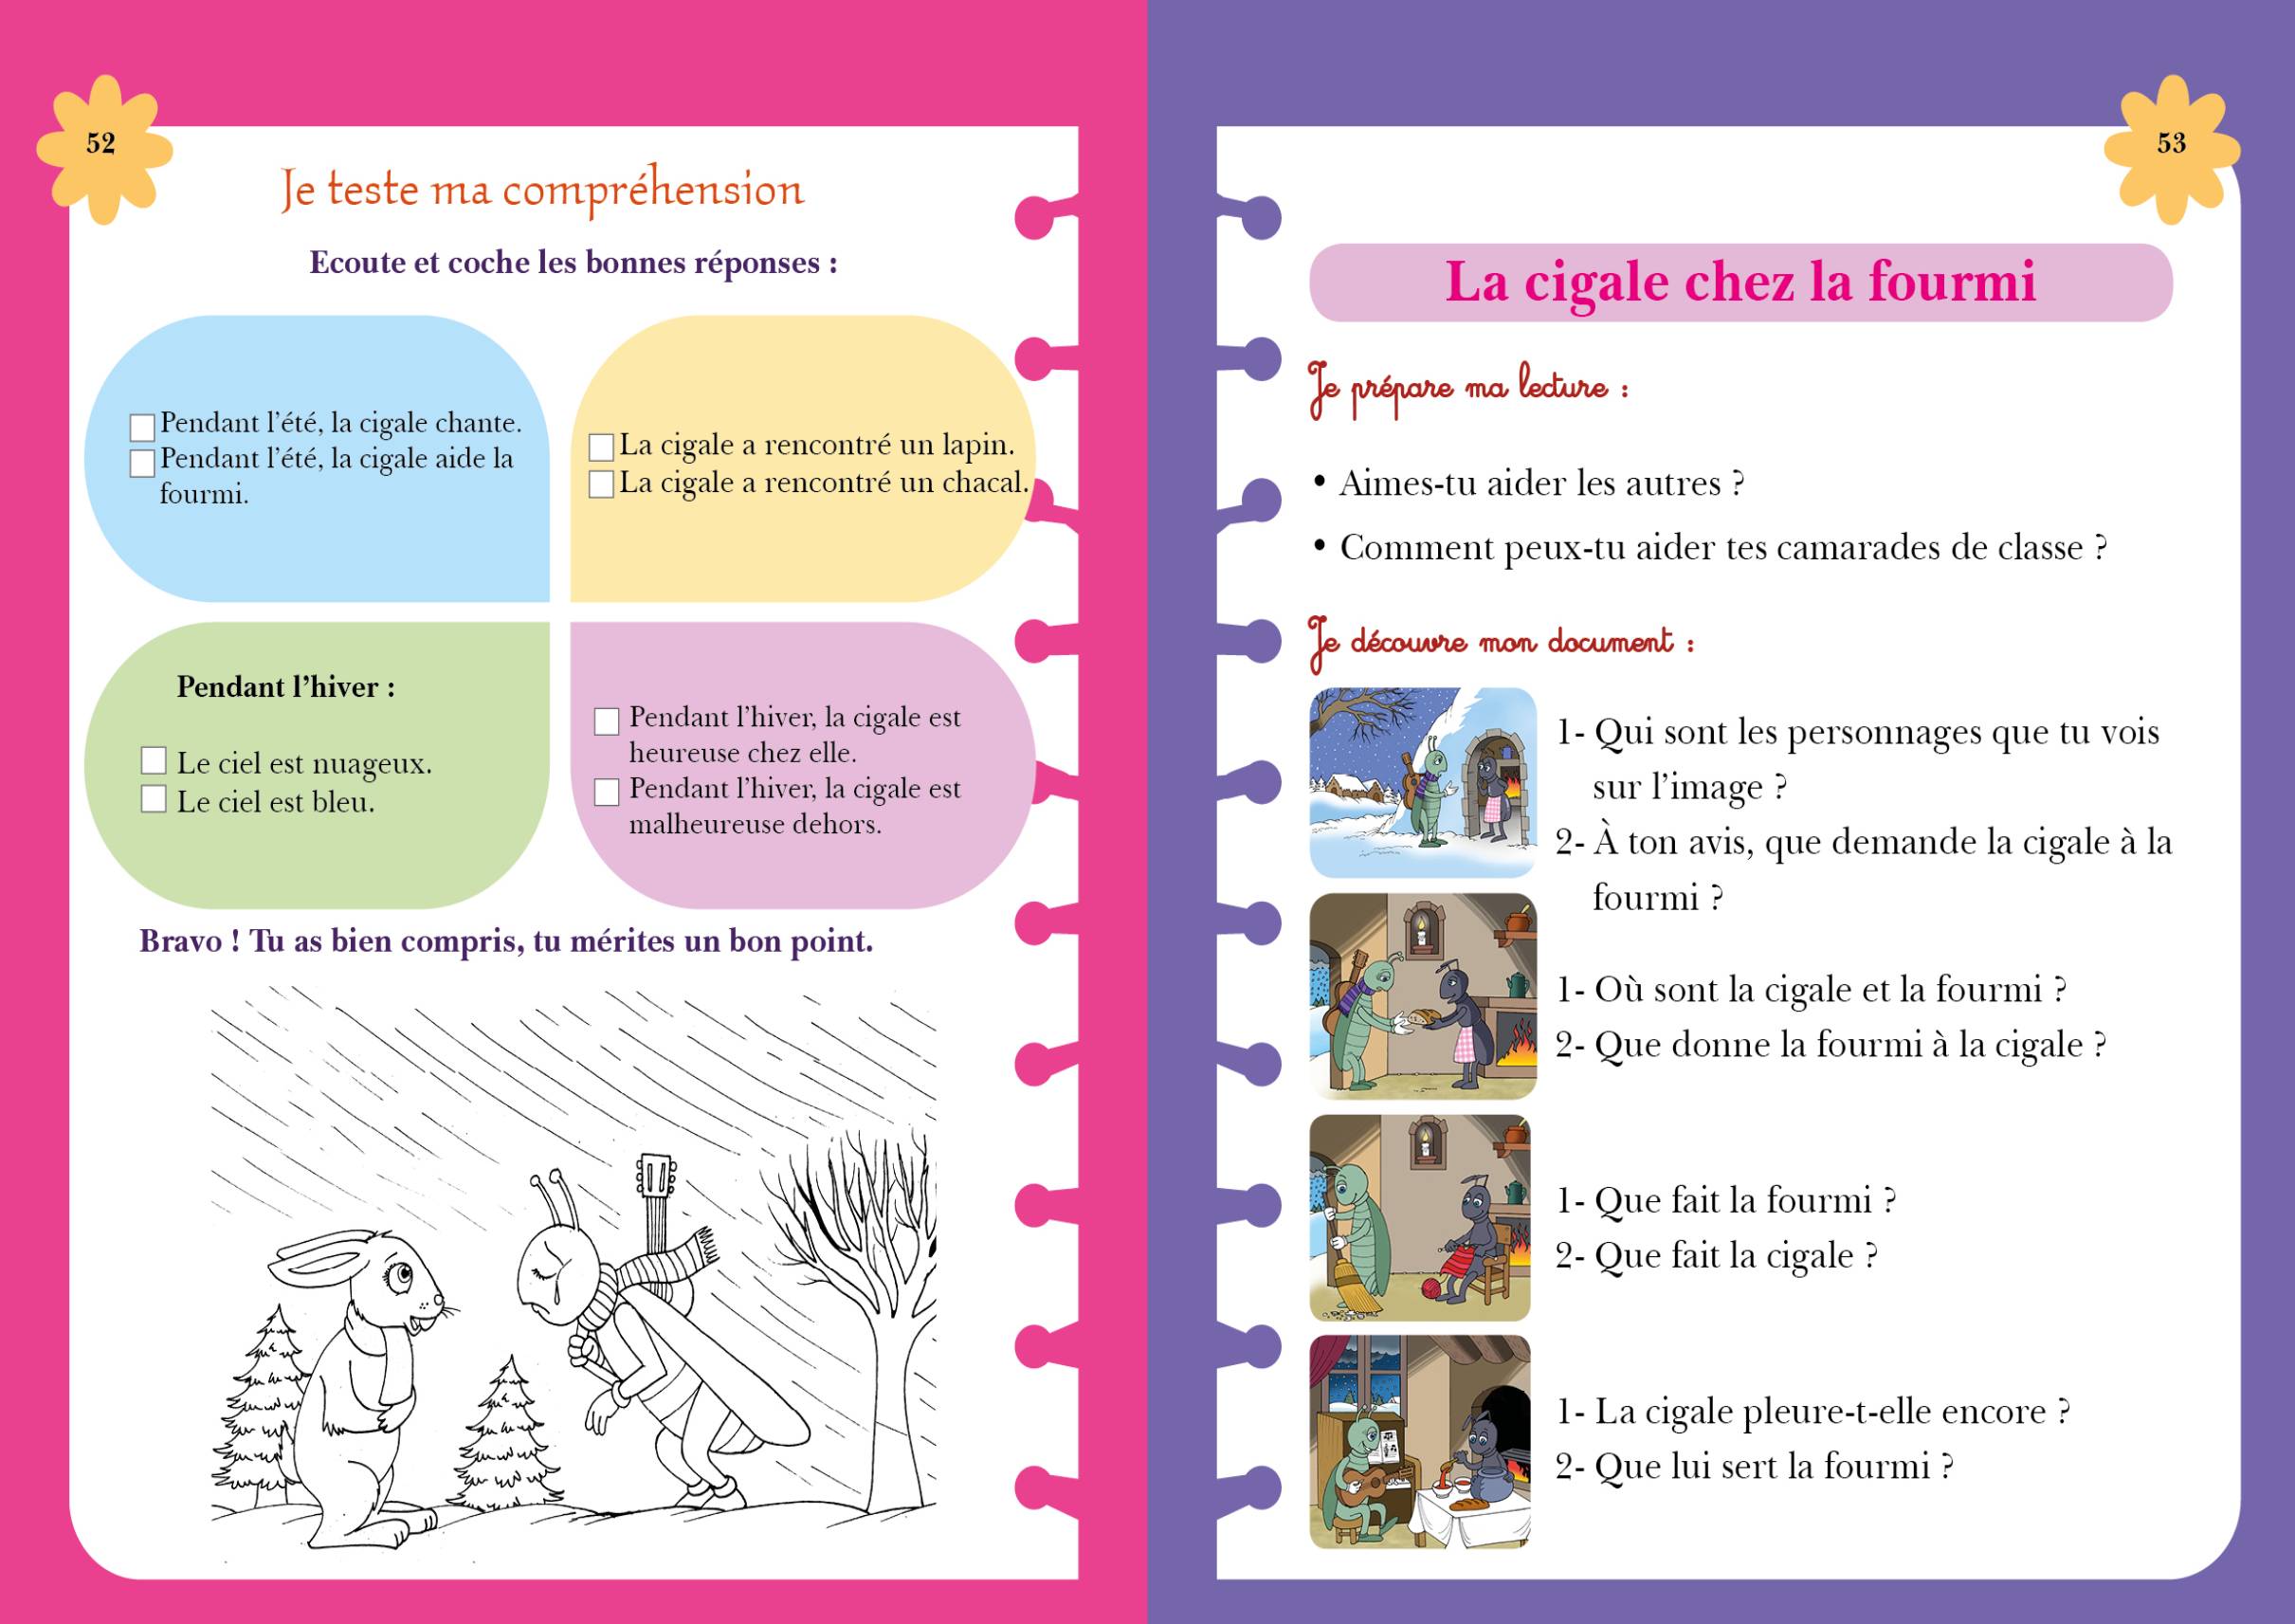 52
Je teste ma compréhension
Ecoute et coche les bonnes réponses :
Pendant l'été, la cigale chante.
Pendant l'été, la cigale aide la
fourmi.
La cigale a rencontré un lapin.
La cigale a rencontré un chacal.
Pendant l'hiver :
Le ciel est nuageux.
Le ciel est bleu.
Pendant l'hiver, la cigale est
heureuse chez elle.
Pendant l'hiver, la cigale est
malheureuse dehors.
Bravo ! Tu as bien compris, tu mérites un bon point.
53
La cigale chez la fourmi
Je prépare ma lecture :
• Aimes-tu aider les autres ?
• Comment peux-tu aider tes camarades de classe ?
Je découvre mon document :
1- Qui sont les personnages que tu vois
sur l'image ?
2- À ton avis, que demande la cigale à la
fourmi ?
1- Où sont la cigale et la fourmi ?
2- Que donne la fourmi à la cigale ?
1- Que fait la fourmi ?
2- Que fait la cigale ?
1- La cigale pleure-t-elle encore ?
2- Que lui sert la fourmi ?